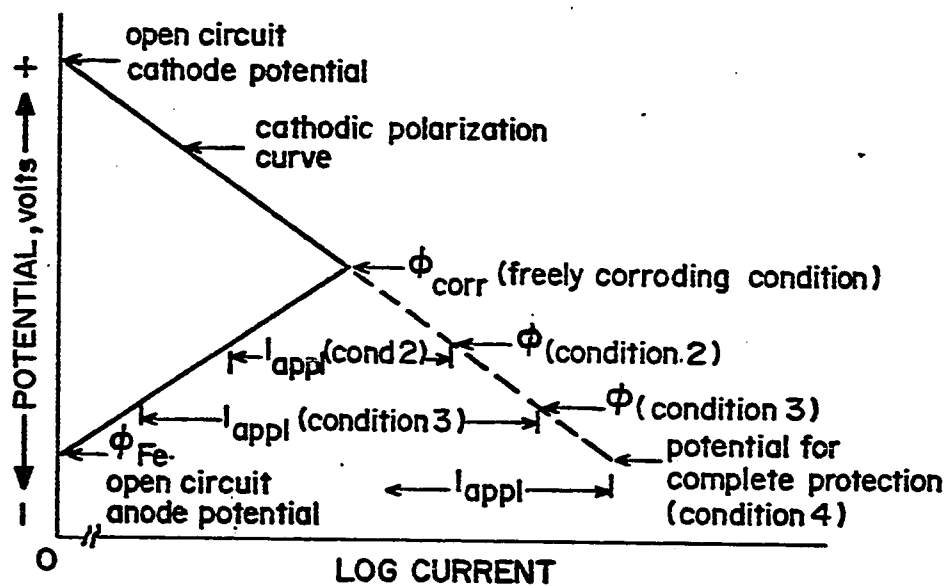 open circuit
cathode potential
cathodic polarization
curve
ϕcorr (freely corroding condition)
Iappl (cond 2)
ϕ(condition.2)
Iappl (condition 3)
ϕ(condition 3)
ϕFe.
open circuit
anode potential
Iappl
potential for
complete protection
(condition 4)
− POTENTIAL, volts +
O
LOG CURRENT